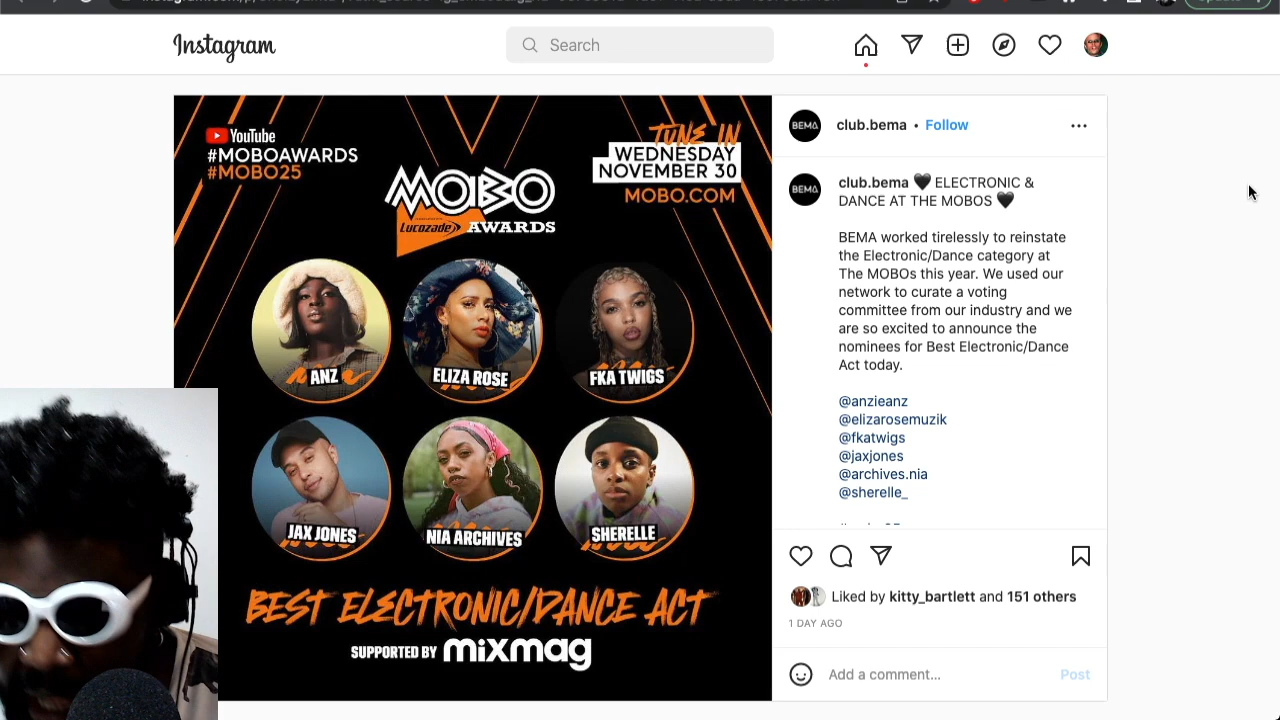 Instagram
Search
YouTube
#MOBOAWARDS
#MOBO25
TUNE IN
WEDNESDAY
NOVEMBER 30
MOBO.COM
MOBO
Lucozade
AWARDS
ANZ
ELIZA ROSE
FKA TWIGS
JAX JONES
NIA ARCHIVES
SHERELLE
BEST ELECTRONIC/DANCE ACT
SUPPORTED BY mixmag
BEMA
club.bema • Follow
BEMA
club.bema 🖤 ELECTRONIC &
DANCE AT THE MOBOS 🖤
BEMA worked tirelessly to reinstate
the Electronic/Dance category at
The MOBOs this year. We used our
network to curate a voting
committee from our industry and we
are so excited to announce the
nominees for Best Electronic/Dance
Act today.
@anzieanz
@elizarosemuzik
@fkatwigs
@jaxjones
@archives.nia
@sherelle_
Liked by kitty_bartlett and 151 others
1 DAY AGO
Add a comment...
Post